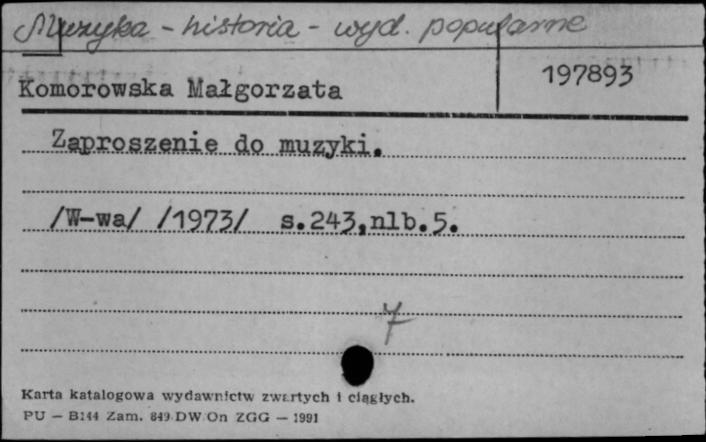 Muzyka - historia - wyd. popularne
Komorowska Małgorzata 197893
Zaproszenie do muzyki.
/W-wa/ /1973/ s.243,nlb.5.
7
Karta katalogowa wydawnictw zwartych i ciągłych.
PU — B144 Zam. 849 DW On ZGG — 1991